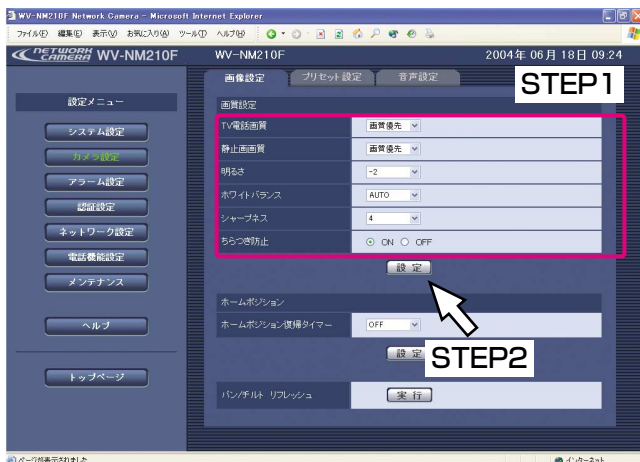 WV-NM210F Network Camera - Microsoft Internet Explorer
ファイル(F) 編集(E) 表示(V) お気に入り(A) ツール(T) ヘルプ(H)
NETWORK CAMERA WV-NM210F
WV-NM210F
2004年 06月 18日 09:24
STEP1
画像設定 プリセット設定 音声設定
設定メニュー
システム設定
カメラ設定
アラーム設定
認証設定
ネットワーク設定
電話機能設定
メンテナンス
ヘルプ
トップページ
画質設定
TV電話画質 画質優先
静止画画質 画質優先
明るさ -2
ホワイトバランス AUTO
シャープネス 4
ちらつき防止 ON OFF
設定
ホームポジション
ホームポジション復帰タイマー OFF
設定
STEP2
パン/チルト リフレッシュ 実行
ページが表示されました
インターネット